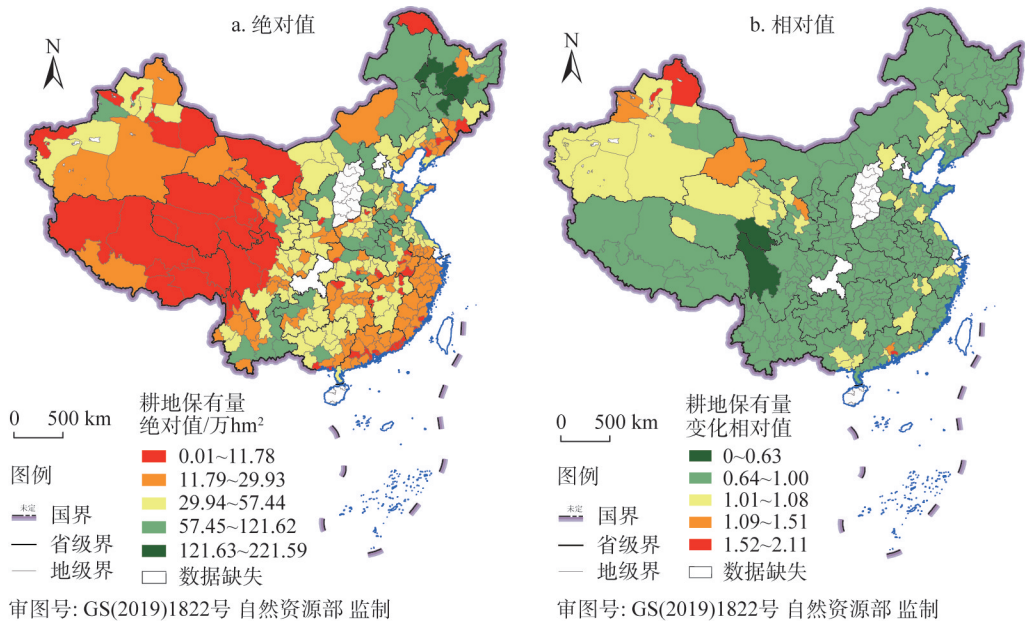 a. 绝对值
N
0 500 km
耕地保有量
绝对值/万hm²
图例
0.01~11.78
11.79~29.93
29.94~57.44
57.45~121.62
121.63~221.59
数据缺失
未定
国界
省级界
地级界
审图号: GS(2019)1822号 自然资源部 监制
b. 相对值
N
0 500 km
耕地保有量
变化相对值
图例
0~0.63
0.64~1.00
1.01~1.08
1.09~1.51
1.52~2.11
数据缺失
未定
国界
省级界
地级界
审图号: GS(2019)1822号 自然资源部 监制